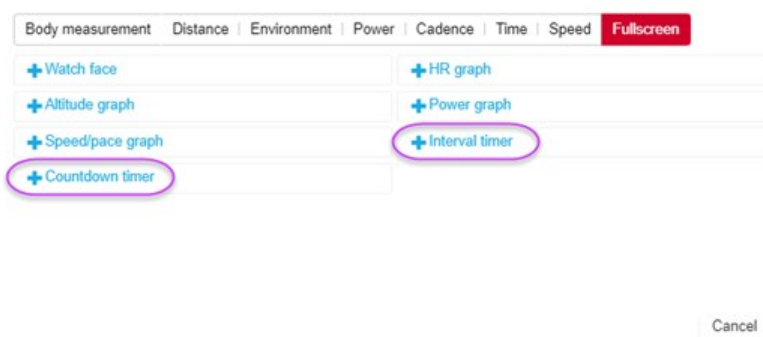 Body measurement Distance Environment Power Cadence Time Speed Fullscreen
Watch face HR graph
Altitude graph Power graph
Speed/pace graph Interval timer
Countdown timer
Cancel